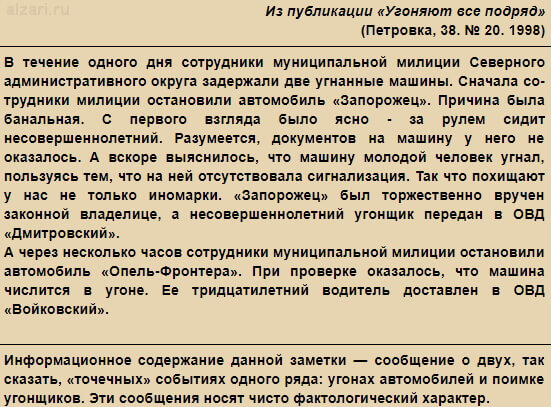 alzari.ru
Из публикации «Угоняют все подряд»
(Петровка, 38. № 20. 1998)
В течение одного дня сотрудники муниципальной милиции Северного
административного округа задержали две угнанные машины. Сначала со-
трудники милиции остановили автомобиль «Запорожец». Причина была
банальная. С первого взгляда было ясно - за рулем сидит
несовершеннолетний. Разумеется, документов на машину у него не
оказалось. А вскоре выяснилось, что машину молодой человек угнал,
пользуясь тем, что на ней отсутствовала сигнализация. Так что похищают
у нас не только иномарки. «Запорожец» был торжественно вручен
законной владелице, а несовершеннолетний угонщик передан в ОВД
«Дмитровский».
А через несколько часов сотрудники муниципальной милиции остановили
автомобиль «Опель-Фронтера». При проверке оказалось, что машина
числится в угоне. Ее тридцатилетний водитель доставлен в ОВД
«Войковский».
Информационное содержание данной заметки — сообщение о двух, так
сказать, «точечных» событиях одного ряда: угонах автомобилей и поимке
угонщиков. Эти сообщения носят чисто фактологический характер.